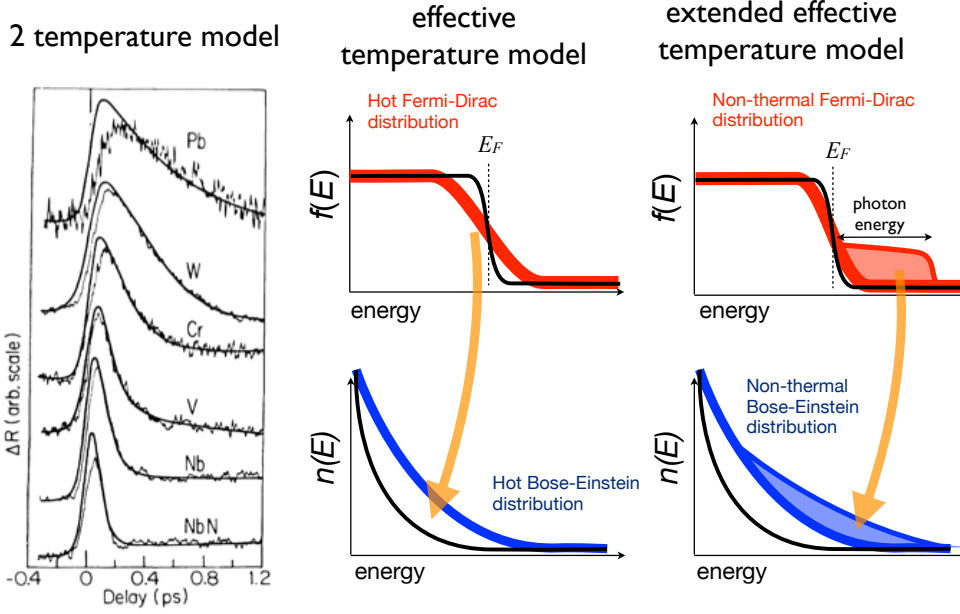 2 temperature model
Pb
W
Cr
V
Nb
NbN
ΔR (arb. scale)
-0.4
0
0.4
0.8
1.2
Delay (ps)
effective
temperature model
Hot Fermi-Dirac
distribution
E_F
f(E)
energy
n(E)
Hot Bose-Einstein
distribution
energy
extended effective
temperature model
Non-thermal Fermi-Dirac
distribution
E_F
photon
energy
f(E)
energy
Non-thermal
Bose-Einstein
distribution
n(E)
energy